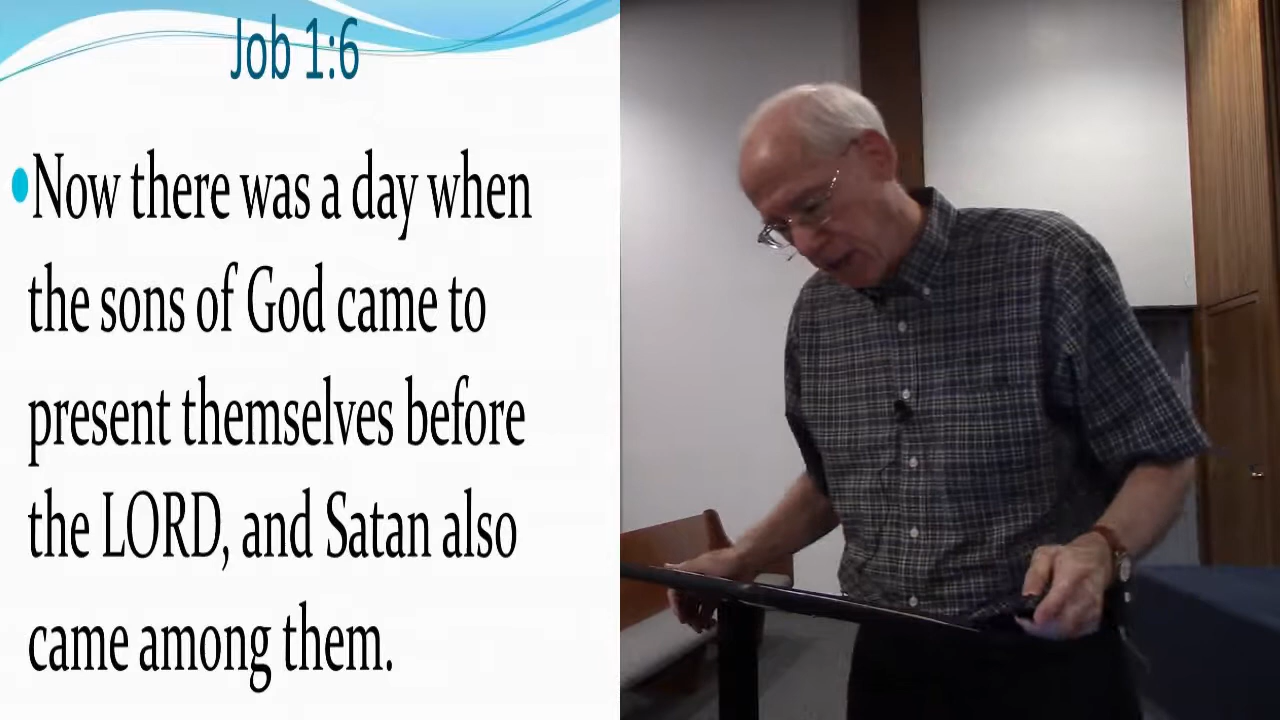 Job 1:6
•Now there was a day when
the sons of God came to
present themselves before
the LORD, and Satan also
came among them.